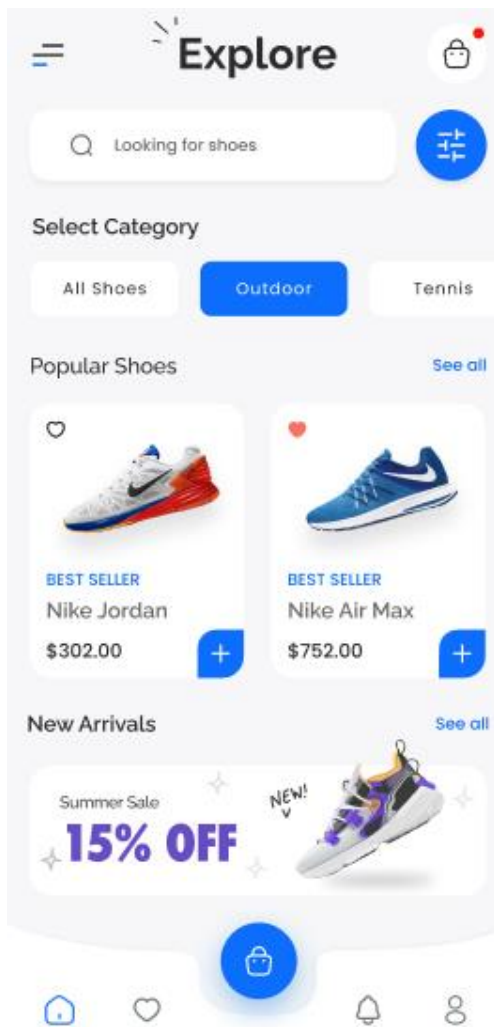 Explore
Looking for shoes
Select Category
All Shoes
Outdoor
Tennis
Popular Shoes
See all
BEST SELLER
Nike Jordan
$302.00
BEST SELLER
Nike Air Max
$752.00
New Arrivals
See all
Summer Sale
15% OFF
NEW!